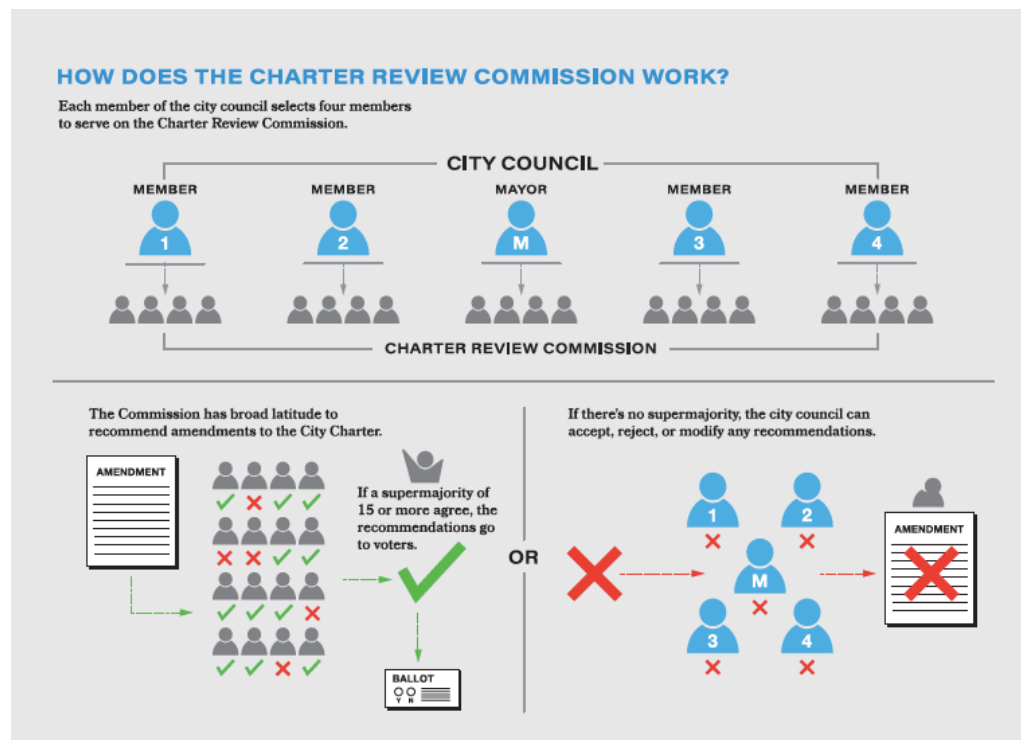 HOW DOES THE CHARTER REVIEW COMMISSION WORK?
Each member of the city council selects four members
to serve on the Charter Review Commission.
CITY COUNCIL
MEMBER
MEMBER
MAYOR
MEMBER
MEMBER
1
2
M
3
4
CHARTER REVIEW COMMISSION
The Commission has broad latitude to
recommend amendments to the City Charter.
AMENDMENT
If a supermajority of
15 or more agree, the
recommendations go
to voters.
BALLOT
Y N
OR
If there's no supermajority, the city council can
accept, reject, or modify any recommendations.
1
2
M
3
4
AMENDMENT